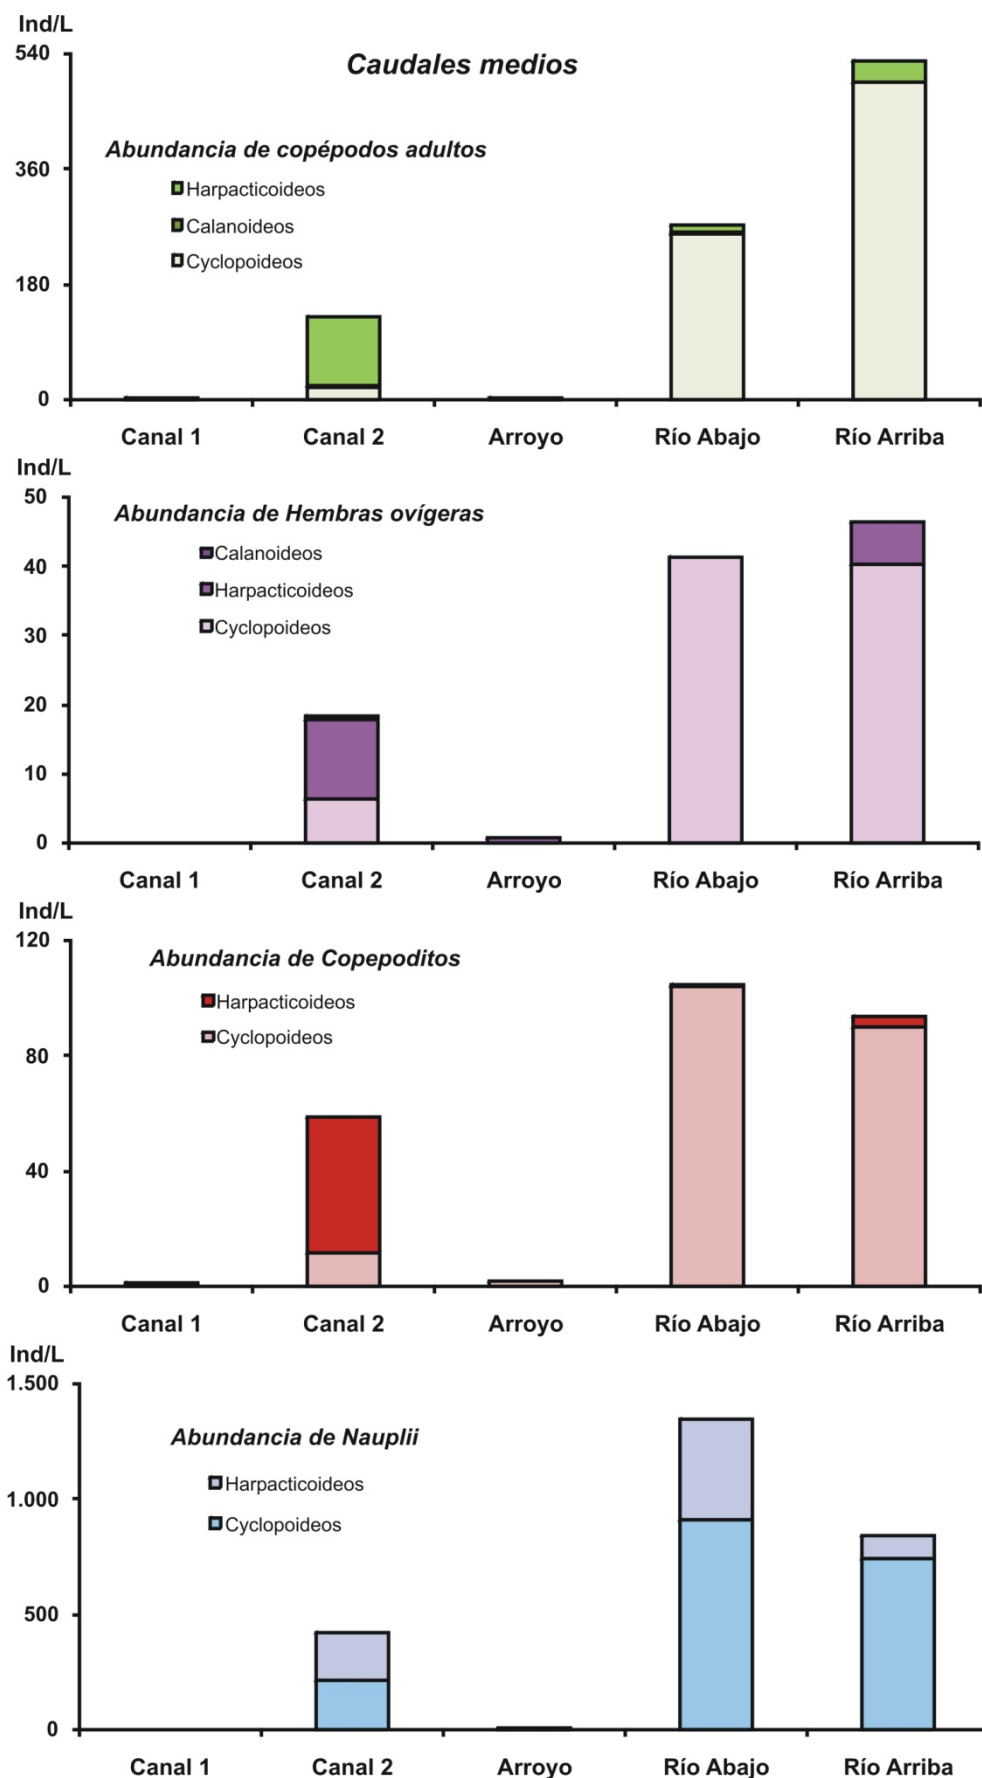 Ind/L
540
Caudales medios
Abundancia de copépodos adultos
360
Harpacticoideos
Calanoideos
Cyclopoideos
180
0
Canal 1 Canal 2 Arroyo Río Abajo Río Arriba
Ind/L
50
Abundancia de Hembras ovígeras
Calanoideos
40
Harpacticoideos
Cyclopoideos
30
20
10
0
Canal 1 Canal 2 Arroyo Río Abajo Río Arriba
Ind/L
120
Abundancia de Copepoditos
Harpacticoideos
Cyclopoideos
80
40
0
Canal 1 Canal 2 Arroyo Río Abajo Río Arriba
Ind/L
1.500
Abundancia de Nauplii
Harpacticoideos
1.000
Cyclopoideos
500
0
Canal 1 Canal 2 Arroyo Río Abajo Río Arriba